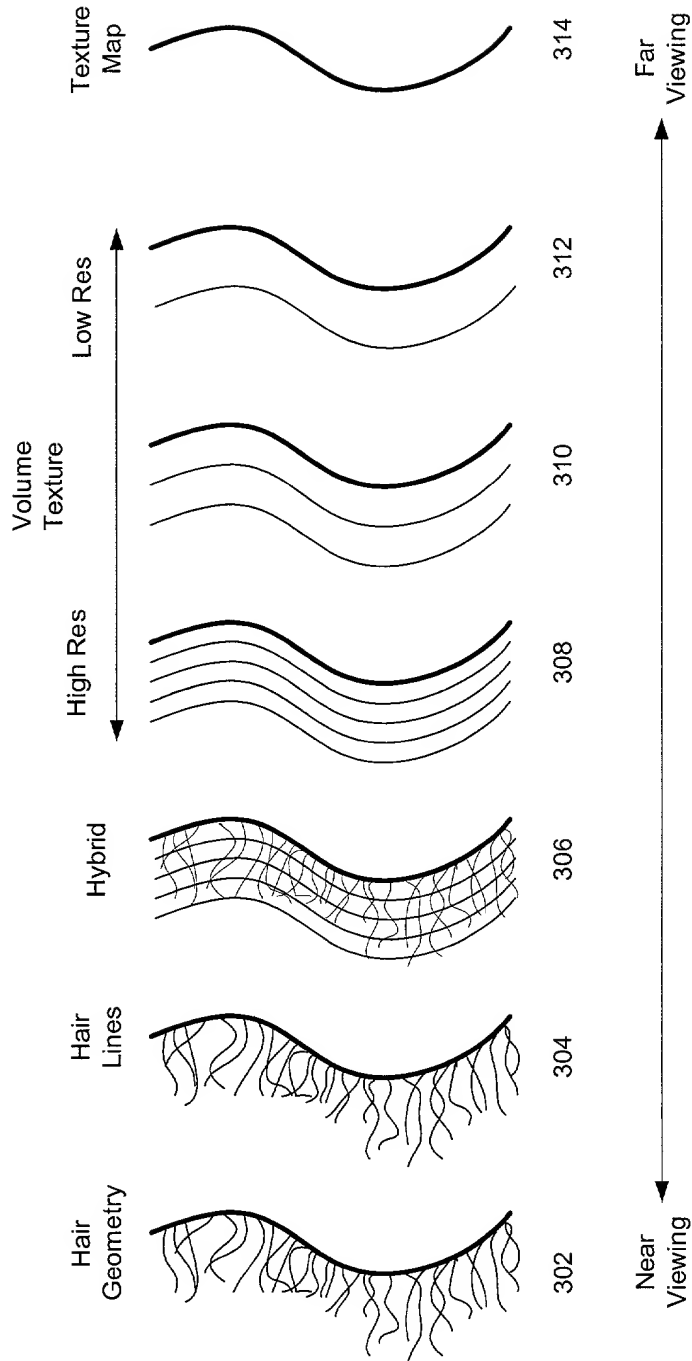 Hair
Geometry
Hair
Lines
Hybrid
High Res
Volume
Texture
Low Res
Texture
Map
302
304
306
308
310
312
314
Near
Viewing
Far
Viewing